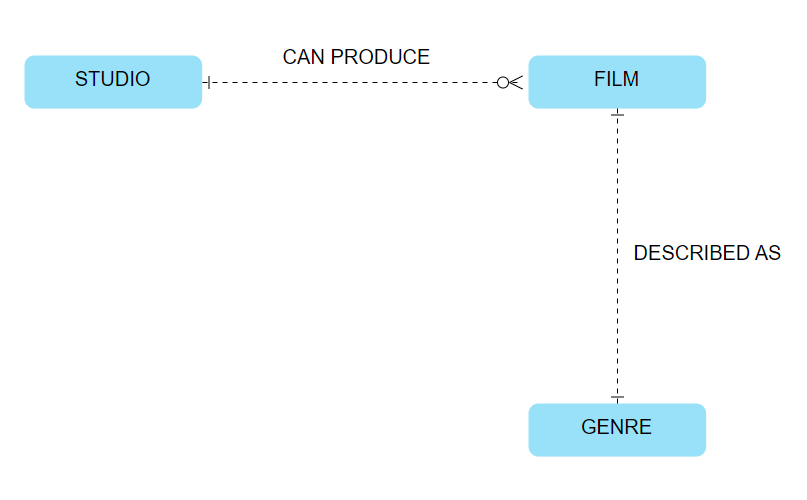 CAN PRODUCE
STUDIO
FILM
DESCRIBED AS
GENRE